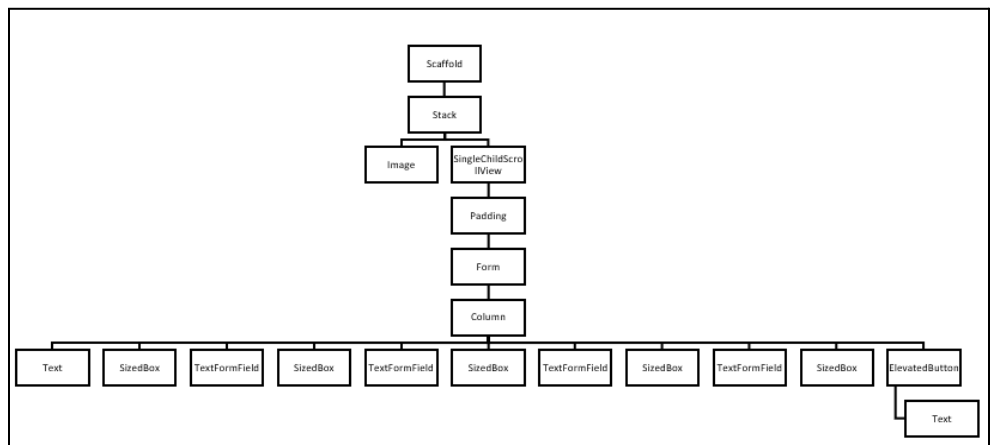 Scaffold
Stack
Image
SingleChildScro
llView
Padding
Form
Column
Text
SizedBox
TextFormField
SizedBox
TextFormField
SizedBox
TextFormField
SizedBox
TextFormField
SizedBox
ElevatedButton
Text